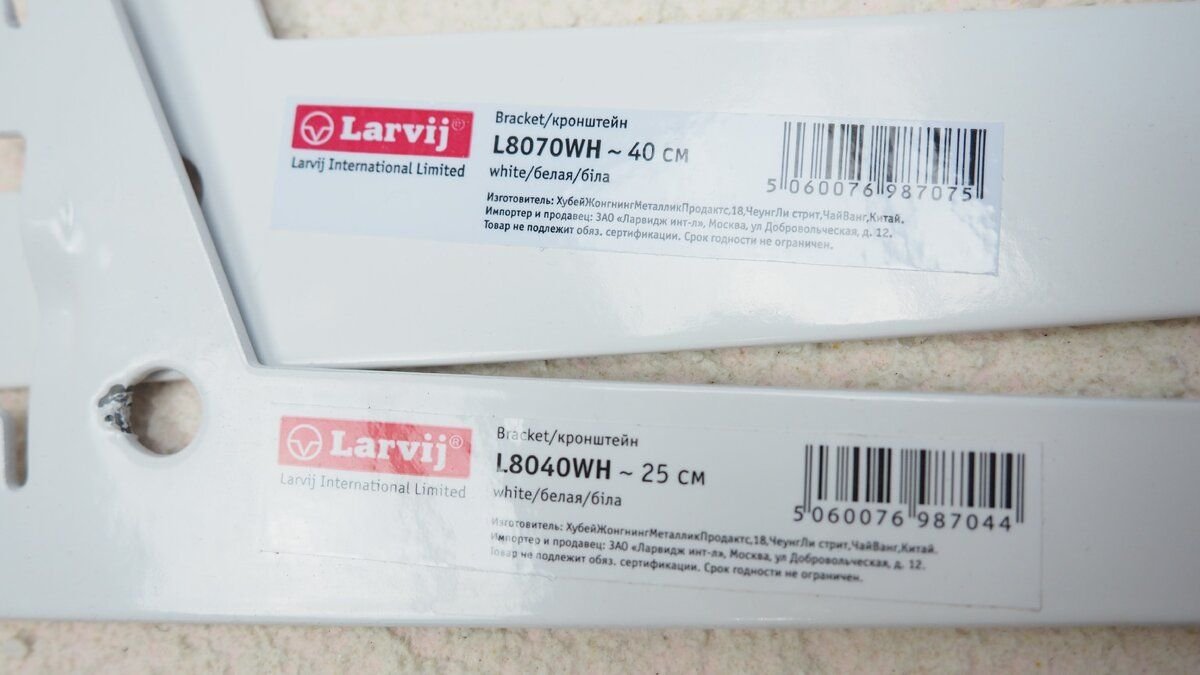 Larvij®
Larvij International Limited
Bracket/кронштейн
L8070WH ~ 40 см
white/белая/біла
Изготовитель: ХубейЖонгнингМеталликПродактс,18,ЧеунгЛи стрит,ЧайВанг,Китай.
Импортер и продавец: ЗАО «Ларвидж инт-л», Москва, ул Добровольческая, д. 12.
Товар не подлежит обяз. сертификации. Срок годности не ограничен.
5 060076 987075
Larvij®
Larvij International Limited
Bracket/кронштейн
L8040WH ~ 25 см
white/белая/біла
Изготовитель: ХубейЖонгнингМеталликПродактс,18,ЧеунгЛи стрит,ЧайВанг,Китай.
Импортер и продавец: ЗАО «Ларвидж инт-л», Москва, ул Добровольческая, д. 12.
Товар не подлежит обяз. сертификации. Срок годности не ограничен.
5 060076 987044